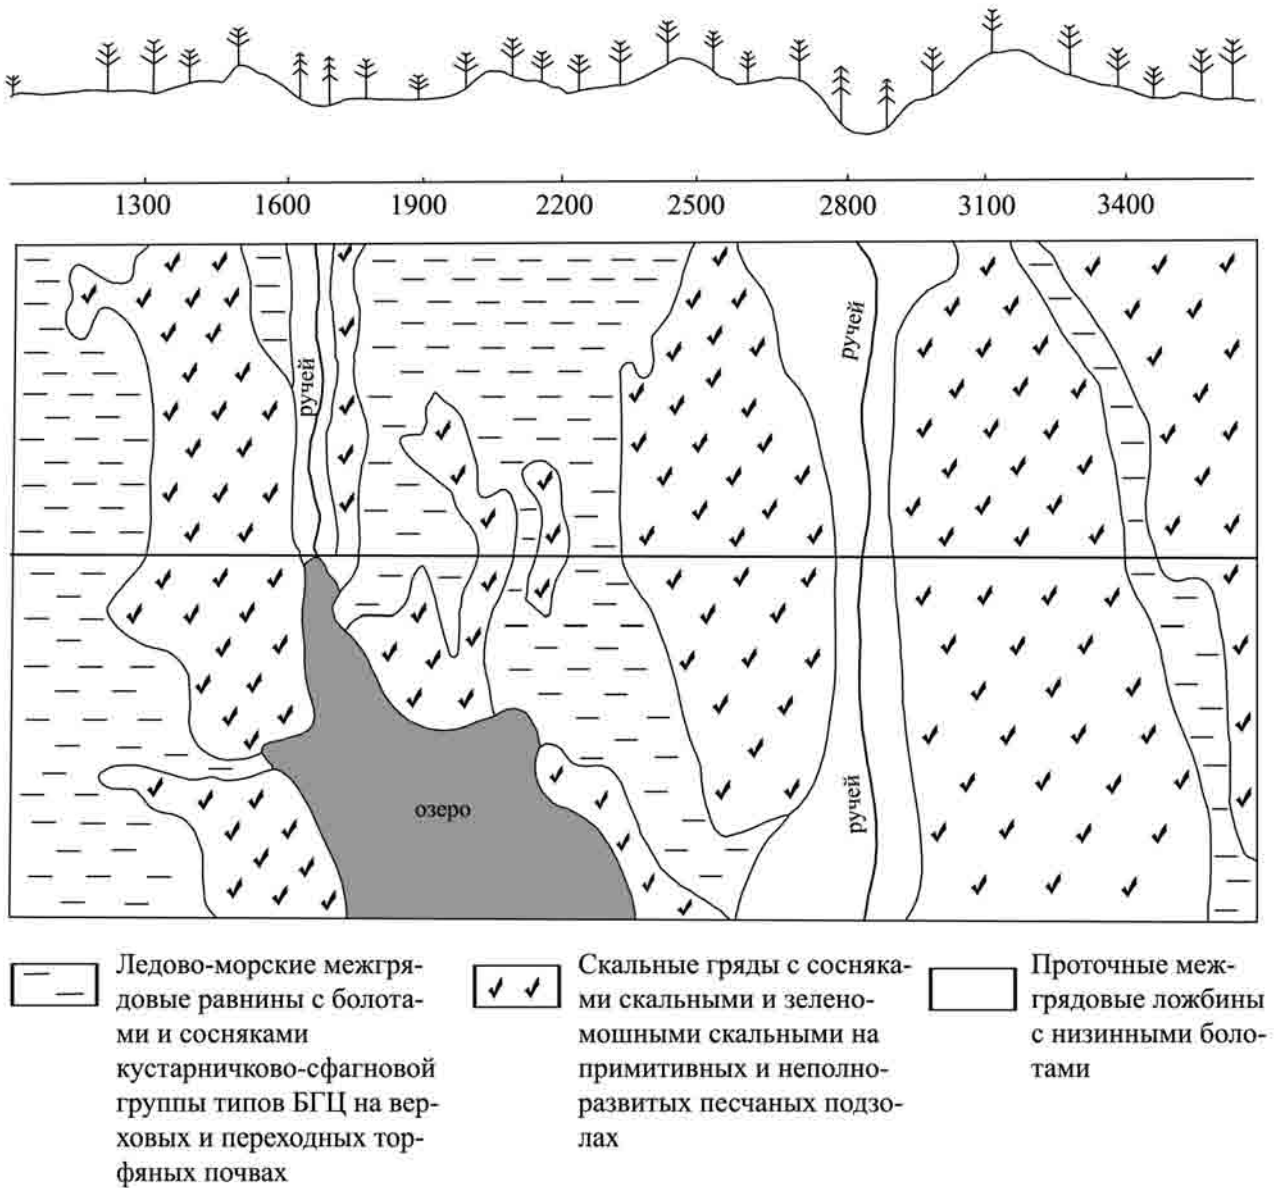 1300 1600 1900 2200 2500 2800 3100 3400
ручей
ручей
озеро
ручей
Ледово-морские межгря-
довые равнины с болота-
ми и сосняками
кустарничково-сфагновой
группы типов БГЦ на вер-
ховых и переходных тор-
фяных почвах
Скальные гряды с сосняка-
ми скальными и зелено-
мошными скальными на
примитивных и неполно-
развитых песчаных подзо-
лах
Проточные меж-
грядовые ложбины
с низинными боло-
тами